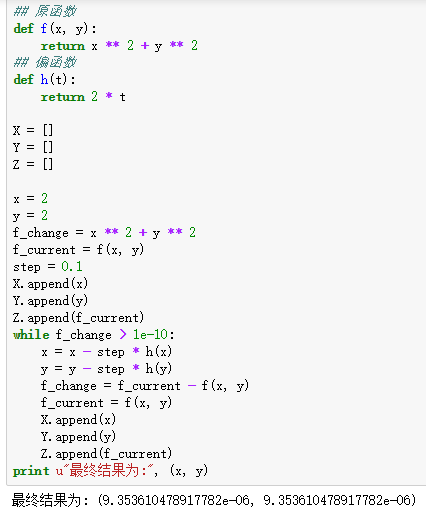 ## 原函数
def f(x, y):
    return x ** 2 + y ** 2
## 偏函数
def h(t):
    return 2 * t

X = []
Y = []
Z = []

x = 2
y = 2
f_change = x ** 2 + y ** 2
f_current = f(x, y)
step = 0.1
X.append(x)
Y.append(y)
Z.append(f_current)
while f_change > 1e-10:
    x = x - step * h(x)
    y = y - step * h(y)
    f_change = f_current - f(x, y)
    f_current = f(x, y)
    X.append(x)
    Y.append(y)
    Z.append(f_current)
print u"最终结果为:", (x, y)
最终结果为: (9.353610478917782e-06, 9.353610478917782e-06)